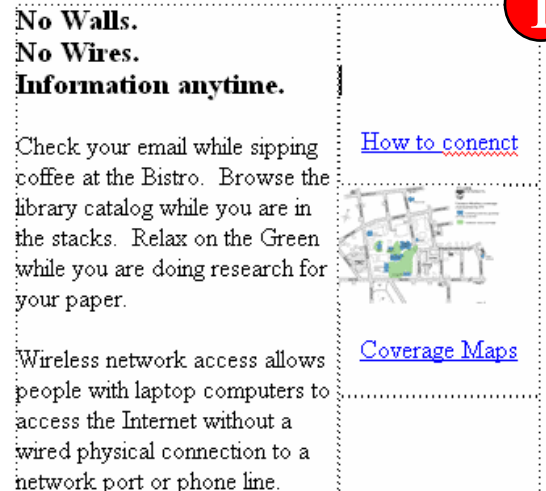 No Walls.
No Wires.
Information anytime.
Check your email while sipping
coffee at the Bistro.  Browse the
library catalog while you are in
the stacks.  Relax on the Green
while you are doing research for
your paper.
Wireless network access allows
people with laptop computers to
access the Internet without a
wired physical connection to a
network port or phone line.
How to conenct
Coverage Maps